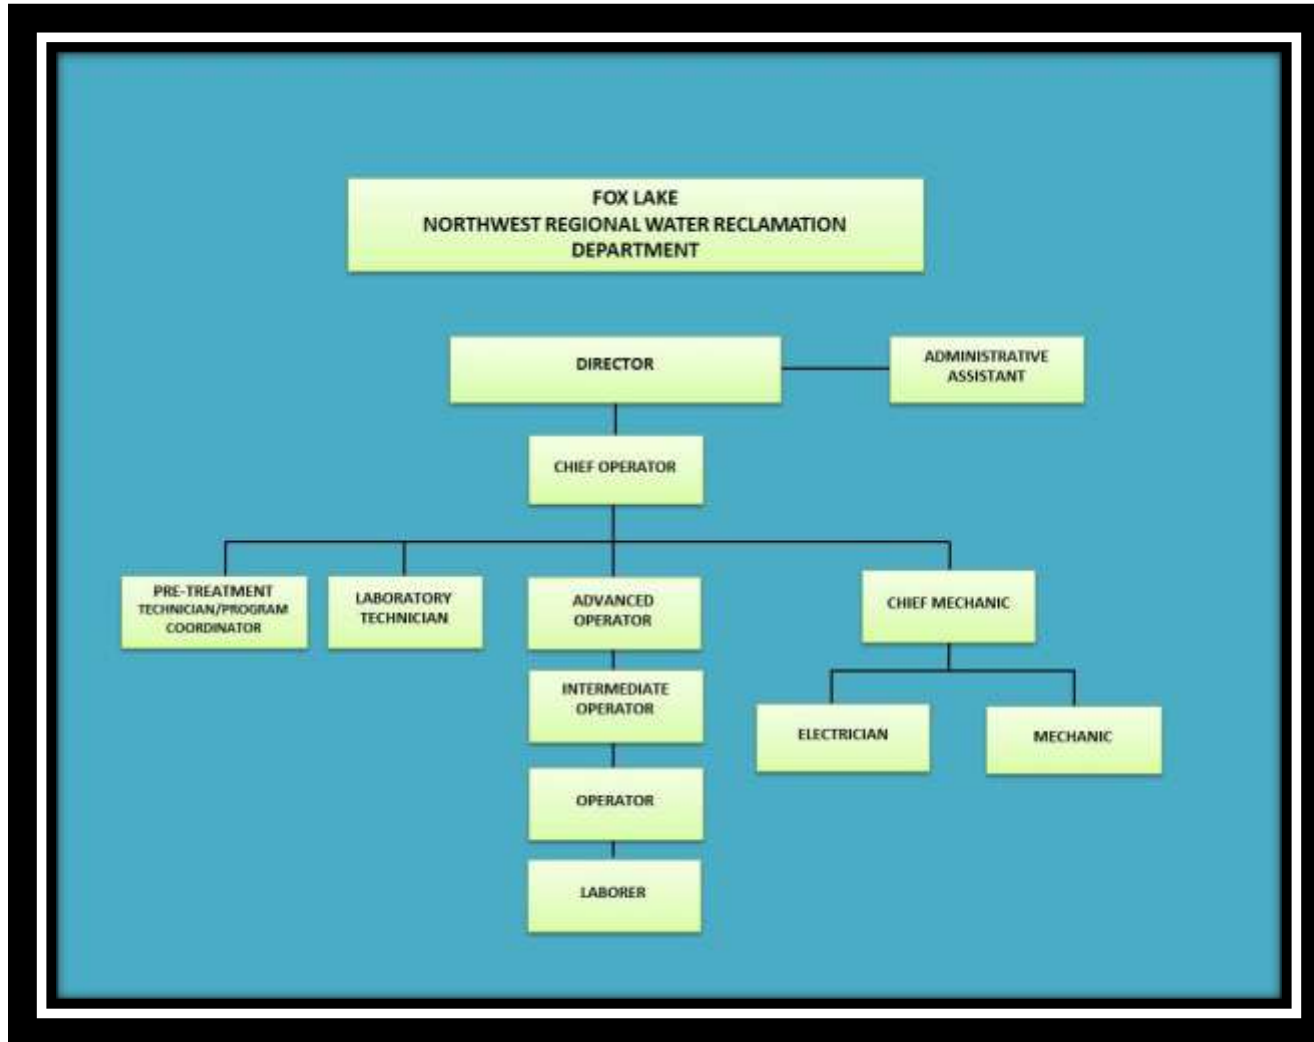 FOX LAKE
NORTHWEST REGIONAL WATER RECLAMATION
DEPARTMENT
DIRECTOR
ADMINISTRATIVE
ASSISTANT
CHIEF OPERATOR
PRE-TREATMENT
TECHNICIAN/PROGRAM
COORDINATOR
LABORATORY
TECHNICIAN
ADVANCED
OPERATOR
CHIEF MECHANIC
INTERMEDIATE
OPERATOR
ELECTRICIAN
MECHANIC
OPERATOR
LABORER